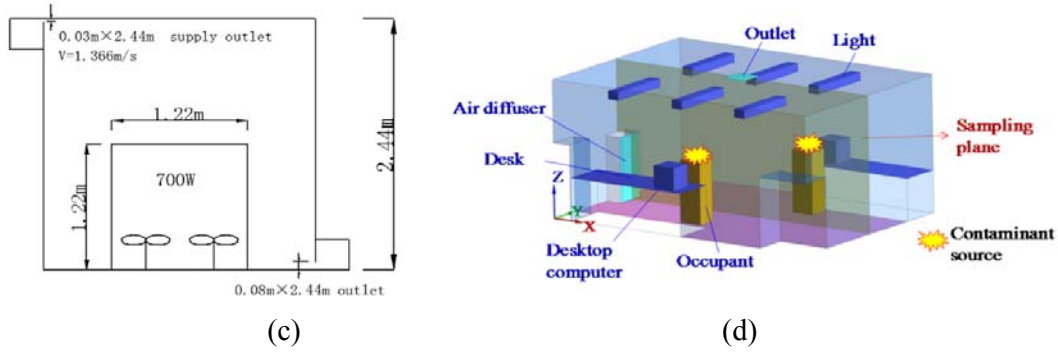 0.03m×2.44m supply outlet
V=1.366m/s
1.22m
1.22m
700W
2.44m
0.08m×2.44m outlet
(c)
Outlet
Light
Air diffuser
Sampling
plane
Desk
Z
Y
X
Desktop
computer
Occupant
Contaminant
source
(d)